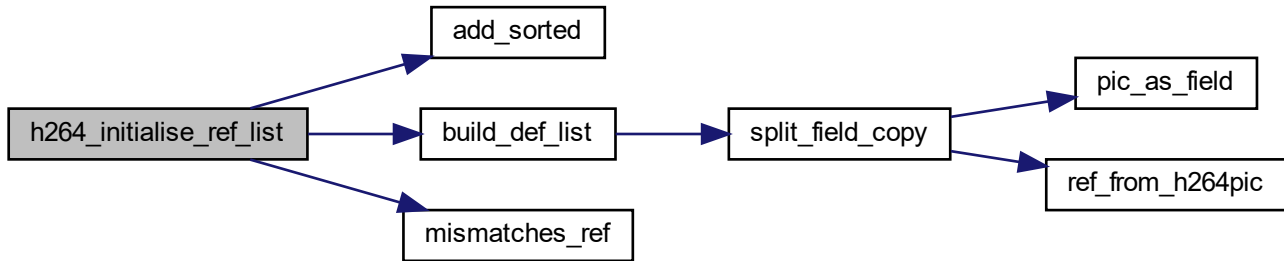 add_sorted
pic_as_field
h264_initialise_ref_list
build_def_list
split_field_copy
ref_from_h264pic
mismatches_ref